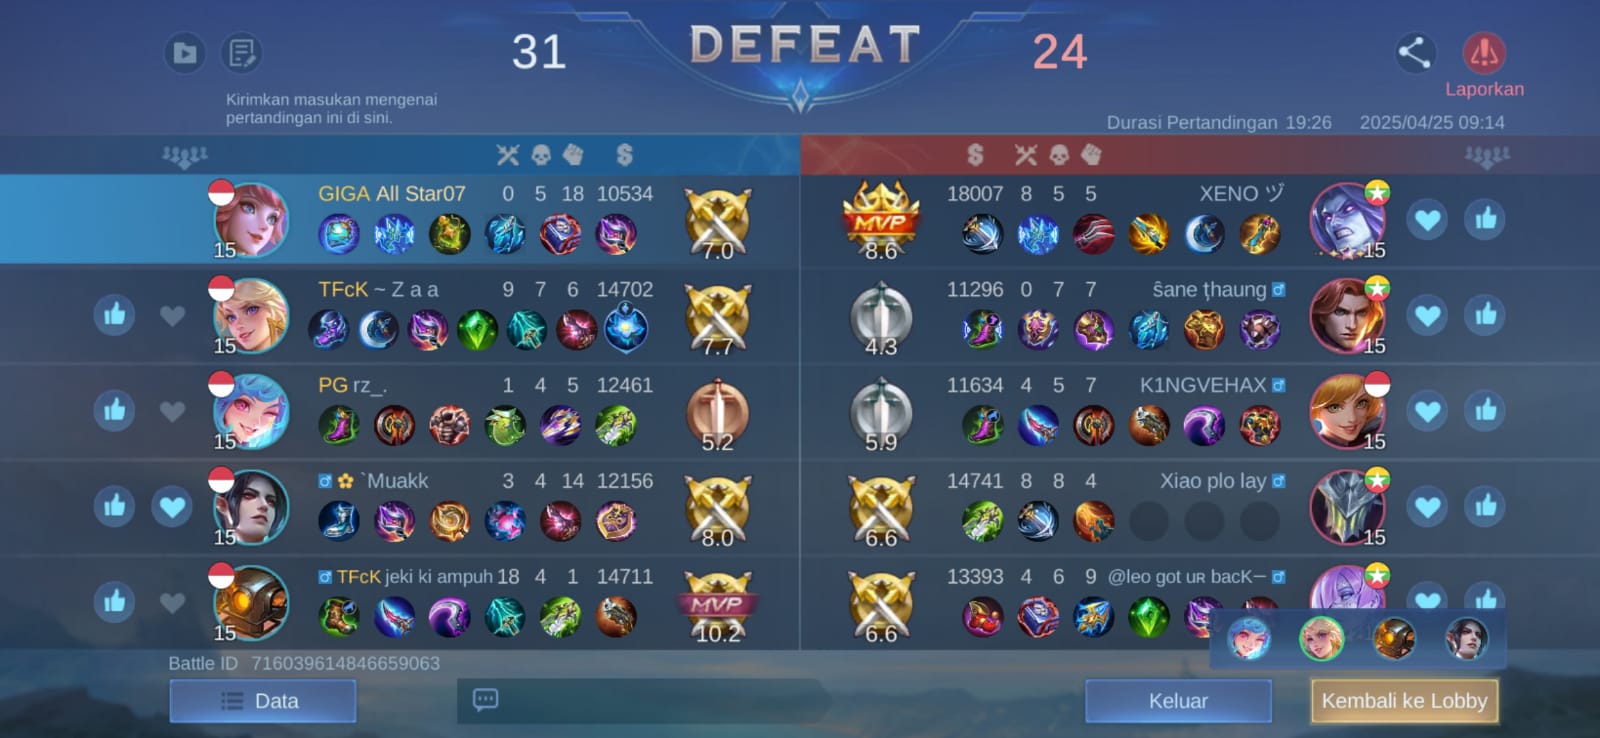 31 DEFEAT 24
Laporkan
Kirimkan masukan mengenai
pertandingan ini di sini.
Durasi Pertandingan 19:26 2025/04/25 09:14
GIGA All Star07 0 5 18 10534
15 7.0
TFcK ~ Z a a 9 7 6 14702
15 7.7
PG rz_. 1 4 5 12461
15 5.2
`Muakk 3 4 14 12156
15 8.0
TFcK jeki ki ampuh 18 4 1 14711
MVP
15 10.2
18007 8 5 5 XENO ヅ
MVP
8.6 15
11296 0 7 7 ŝane ţhaung
4.3 15
11634 4 5 7 K1NGVEHAX
5.9 15
14741 8 8 4 Xiao plo lay
6.6 15
13393 4 6 9 @leo got uʀ bacK─
6.6
Battle ID 716039614846659063
Data
Keluar
Kembali ke Lobby